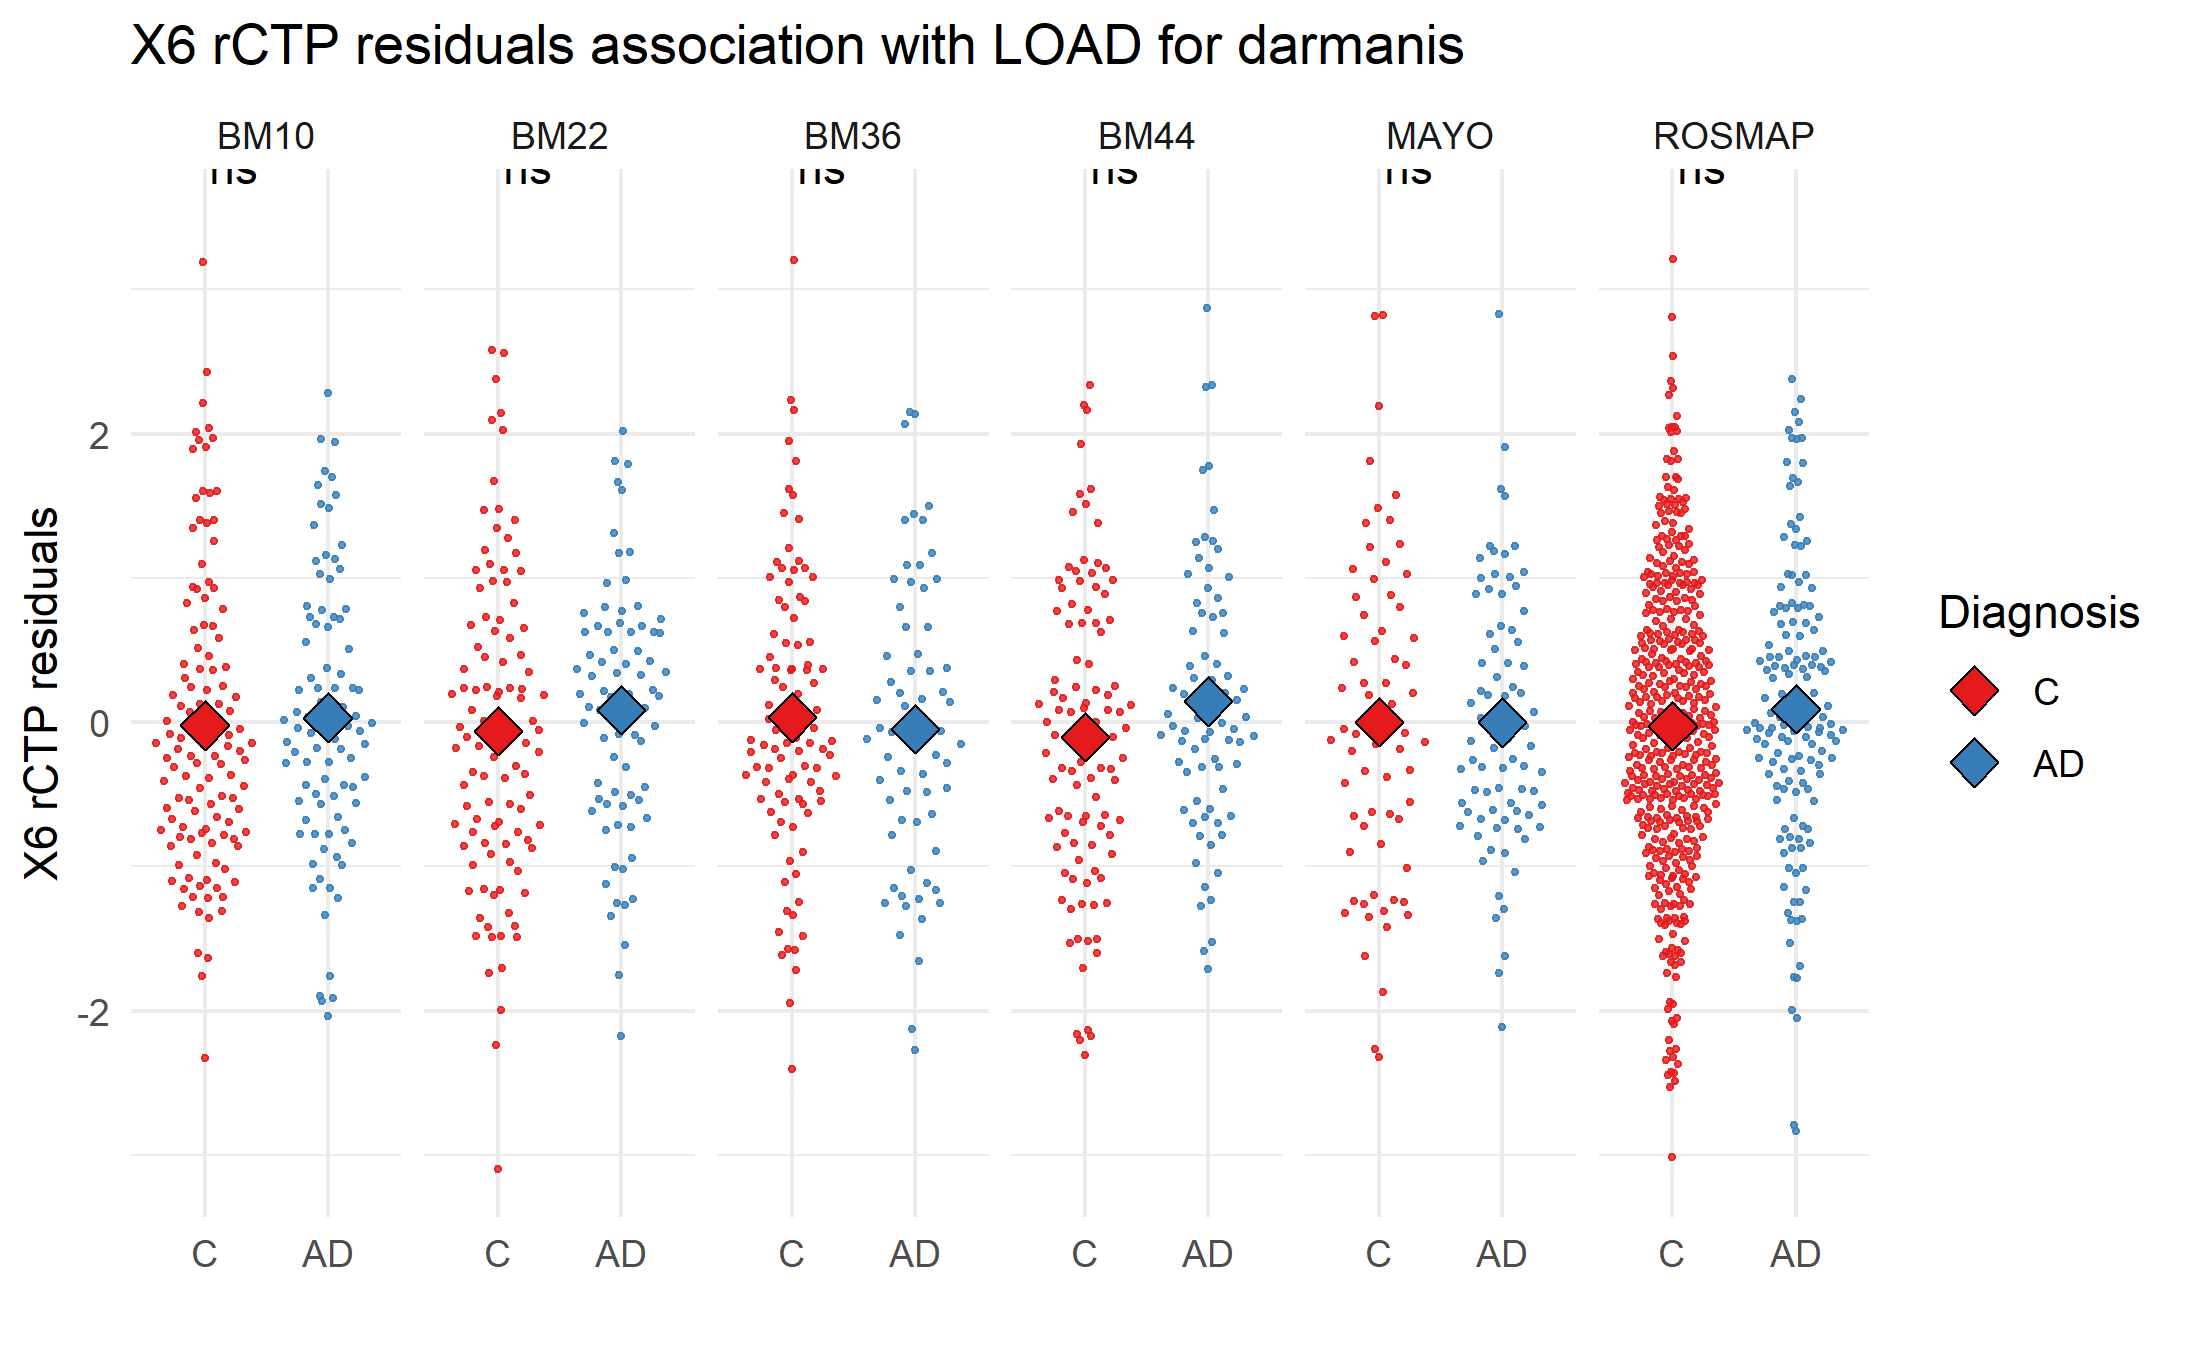 X6 rCTP residuals association with LOAD for darmanis
BM10 BM22 BM36 BM44 MAYO ROSMAP
ns ns ns ns ns ns
X6 rCTP residuals
2
0
-2
C AD C AD C AD C AD C AD C AD
Diagnosis
C
AD